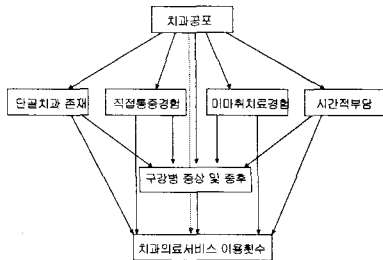 치과공포
단골치과 존재 직접통증경험 미마취치료경험 시간적부담
구강병 증상 및 증후
치과의료서비스 이용횟수